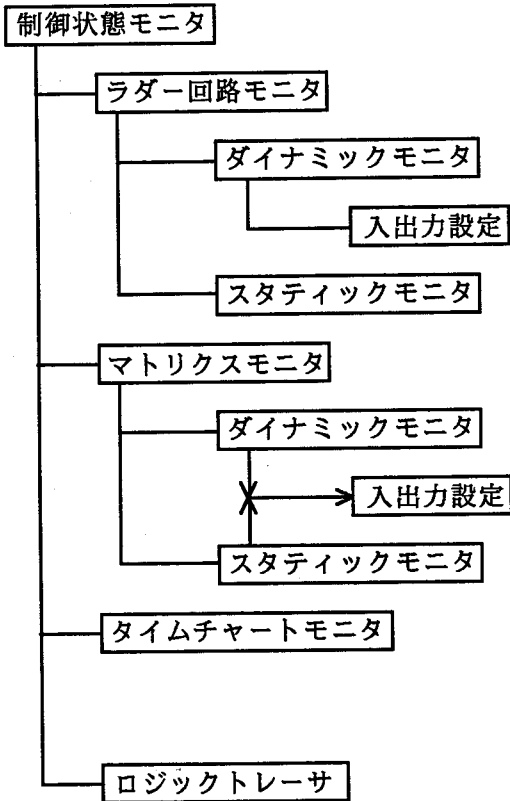 制御状態モニタ
ラダー回路モニタ
ダイナミックモニタ
入出力設定
スタティックモニタ
マトリクスモニタ
ダイナミックモニタ
入出力設定
スタティックモニタ
タイムチャートモニタ
ロジックトレーサ